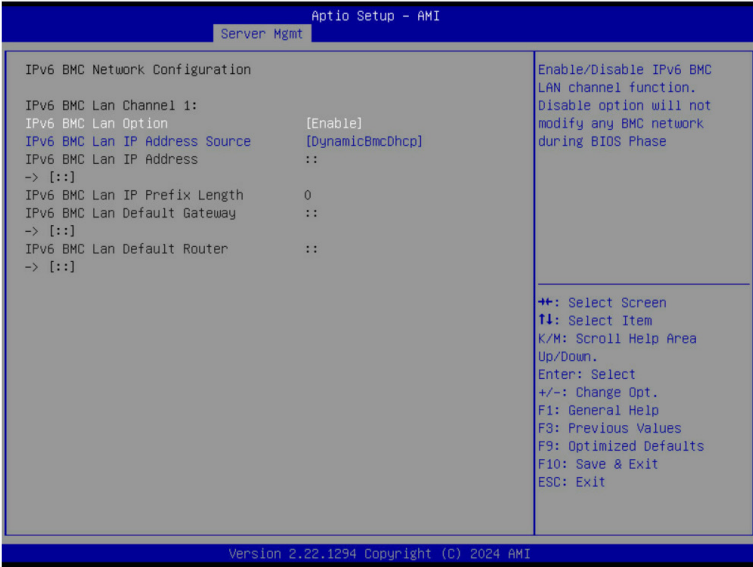 Aptio Setup - AMI
Server Mgmt
IPv6 BMC Network Configuration
IPv6 BMC Lan Channel 1:
IPv6 BMC Lan Option [Enable]
IPv6 BMC Lan IP Address Source [DynamicBmcDhcp]
IPv6 BMC Lan IP Address ::
-> [::]
IPv6 BMC Lan IP Prefix Length 0
IPv6 BMC Lan Default Gateway ::
-> [::]
IPv6 BMC Lan Default Router ::
-> [::]
Enable/Disable IPv6 BMC
LAN channel function.
Disable option will not
modify any BMC network
during BIOS Phase
→←: Select Screen
↑↓: Select Item
K/M: Scroll Help Area
Up/Down.
Enter: Select
+/-: Change Opt.
F1: General Help
F3: Previous Values
F9: Optimized Defaults
F10: Save & Exit
ESC: Exit
Version 2.22.1294 Copyright (C) 2024 AMI